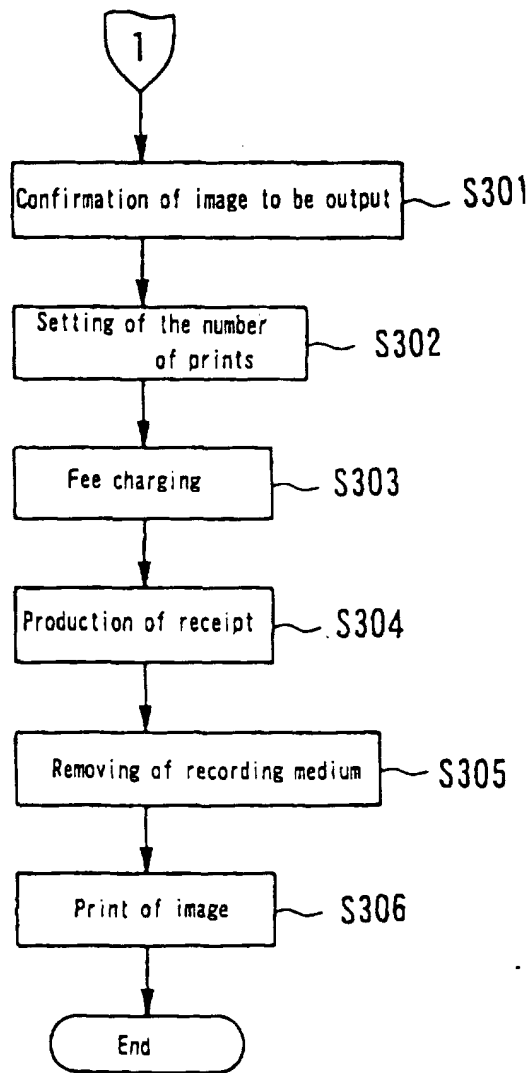 1
Confirmation of image to be output
S301
Setting of the number
of prints
S302
Fee charging
S303
Production of receipt
S304
Removing of recording medium
S305
Print of image
S306
End